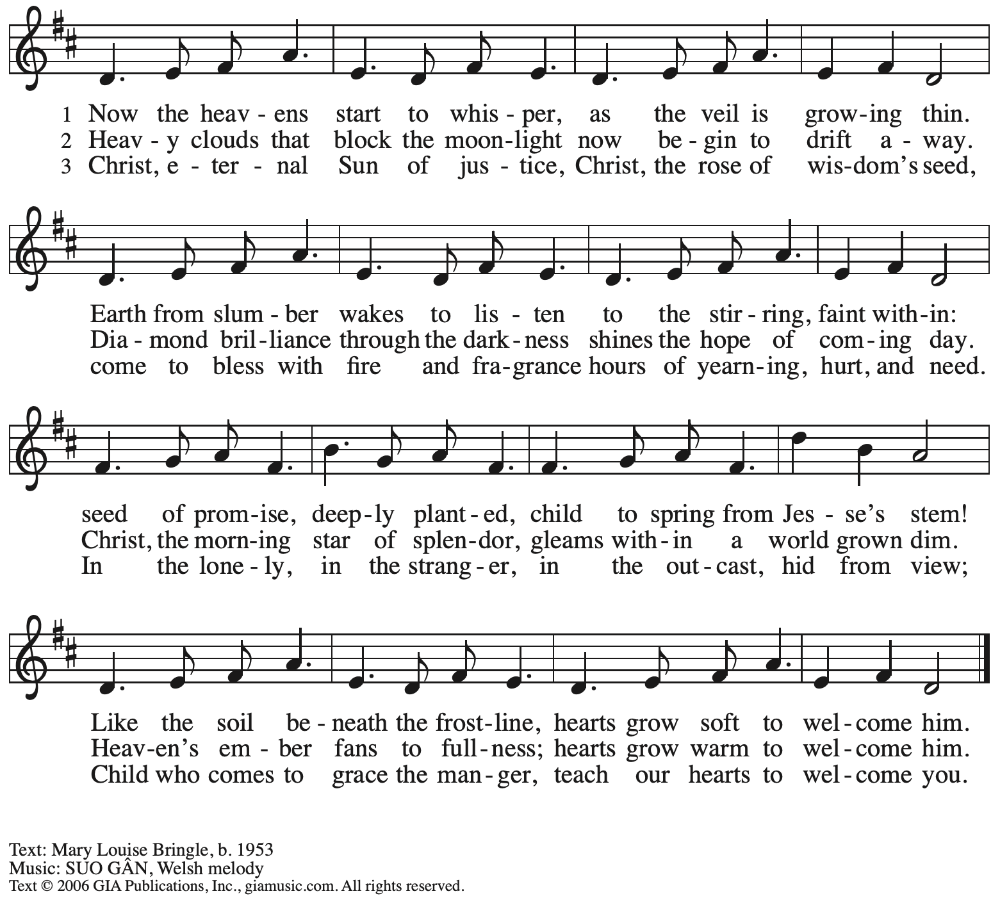 1 Now the heav - ens start to whis - per, as the veil is grow - ing thin.
2 Heav - y clouds that block the moon - light now be - gin to drift a - way.
3 Christ, e - ter - nal Sun of jus - tice, Christ, the rose of wis - dom's seed,
Earth from slum - ber wakes to lis - ten to the stir - ring, faint with - in:
Dia - mond bril - liance through the dark - ness shines the hope of com - ing day.
come to bless with fire and fra - grance hours of yearn - ing, hurt, and need.
seed of prom - ise, deep - ly plant - ed, child to spring from Jes - se's stem!
Christ, the morn - ing star of splen - dor, gleams with - in a world grown dim.
In the lone - ly, in the strang - er, in the out - cast, hid from view;
Like the soil be - neath the frost - line, hearts grow soft to wel - come him.
Heav - en's em - ber fans to full - ness; hearts grow warm to wel - come him.
Child who comes to grace the man - ger, teach our hearts to wel - come you.
Text: Mary Louise Bringle, b. 1953
Music: SUO GÂN, Welsh melody
Text © 2006 GIA Publications, Inc., giamusic.com. All rights reserved.